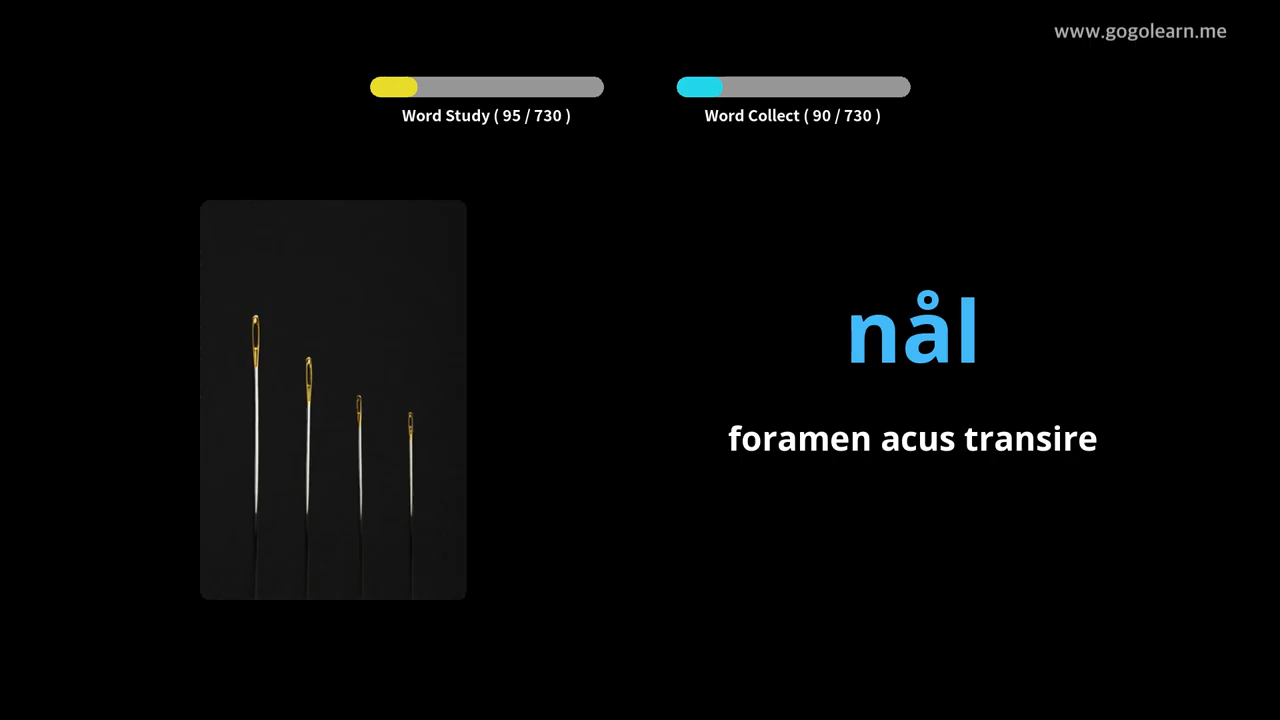 www.gogolearn.me
Word Study ( 95 / 730 )
Word Collect ( 90 / 730 )
nål
foramen acus transire